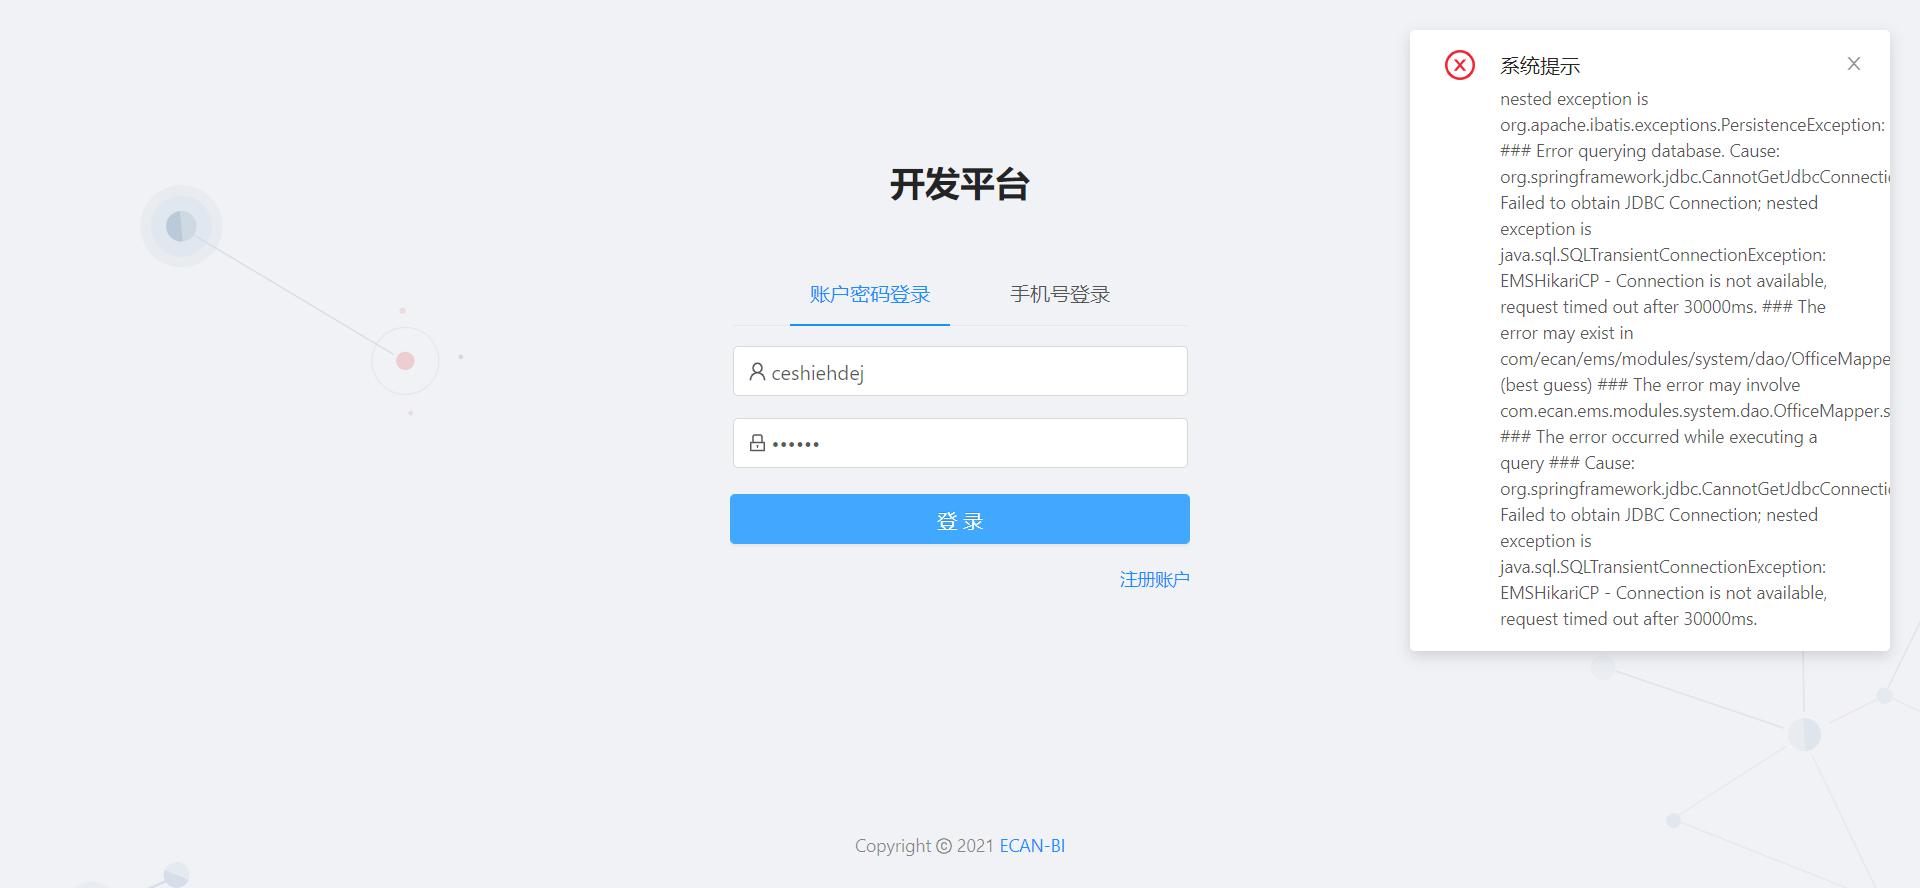 开发平台
账户密码登录
手机号登录
ceshiehdej
••••••
登 录
注册账户
Copyright © 2021 ECAN-BI
系统提示
nested exception is
org.apache.ibatis.exceptions.PersistenceException:
### Error querying database. Cause:
org.springframework.jdbc.CannotGetJdbcConnectio
Failed to obtain JDBC Connection; nested
exception is
java.sql.SQLTransientConnectionException:
EMSHikariCP - Connection is not available,
request timed out after 30000ms. ### The
error may exist in
com/ecan/ems/modules/system/dao/OfficeMappe
(best guess) ### The error may involve
com.ecan.ems.modules.system.dao.OfficeMapper.s
### The error occurred while executing a
query ### Cause:
org.springframework.jdbc.CannotGetJdbcConnectio
Failed to obtain JDBC Connection; nested
exception is
java.sql.SQLTransientConnectionException:
EMSHikariCP - Connection is not available,
request timed out after 30000ms.